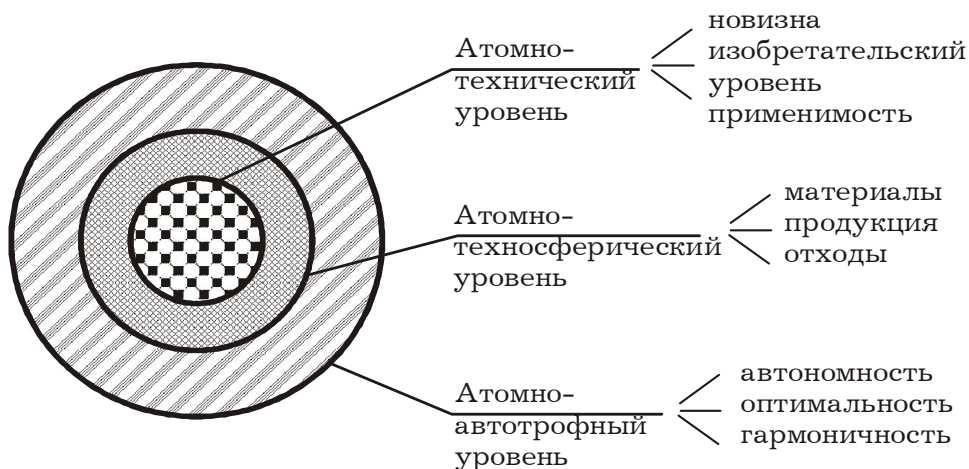 Атомно-
технический
уровень
новизна
изобретательский
уровень
применимость
Атомно-
техносферический
уровень
материалы
продукция
отходы
Атомно-
автотрофный
уровень
автономность
оптимальность
гармоничность